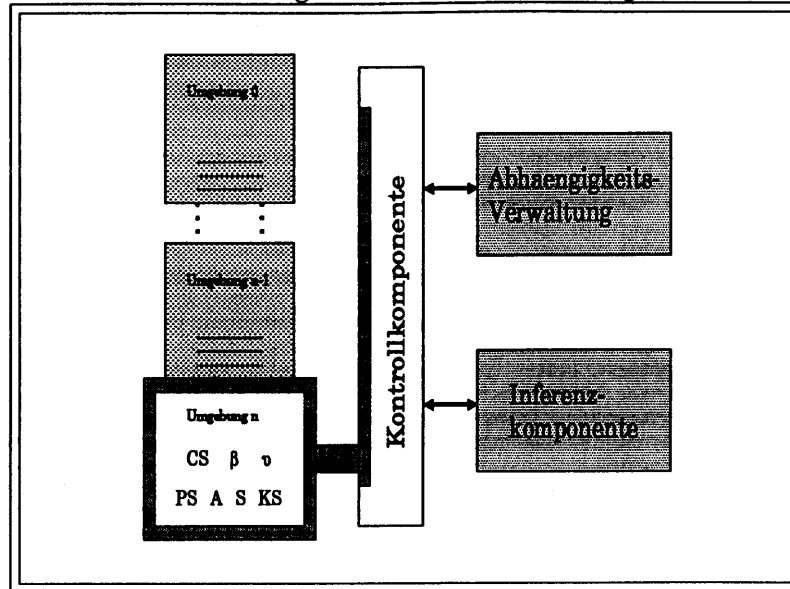 Umgebung 0
Umgebung n-1
Umgebung n
CS β υ
PS A S KS
Kontrollkomponente
Abhaengigkeits-
Verwaltung
Inferenz-
komponente